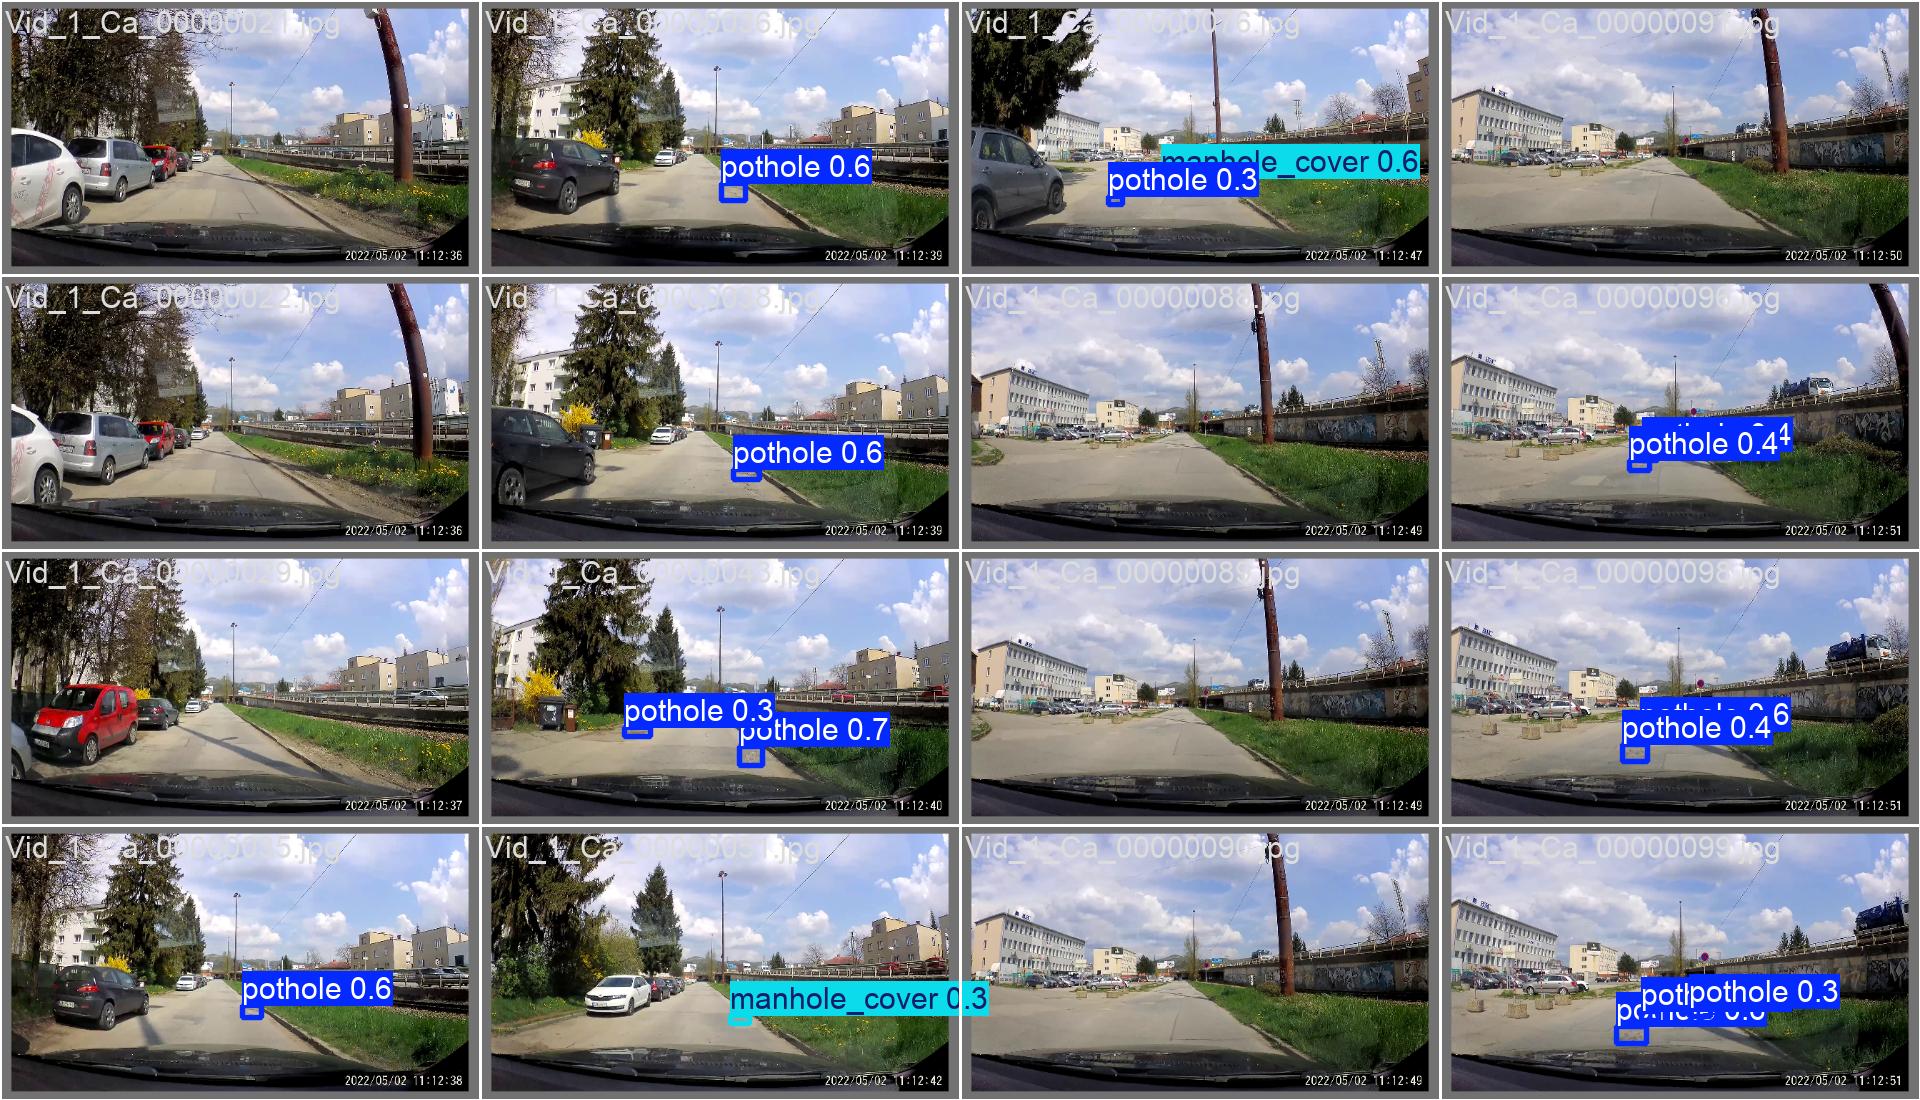 Vid_1_Ca_00000021.jpg
2022/05/02 11:12:36
Vid_1_Ca_00000036.jpg
pothole 0.6
2022/05/02 11:12:39
Vid_1_Ca_00000076.jpg
manhole_cover 0.6
pothole 0.3
2022/05/02 11:12:47
Vid_1_Ca_00000091.jpg
2022/05/02 11:12:50
Vid_1_Ca_00000022.jpg
2022/05/02 11:12:36
Vid_1_Ca_00000038.jpg
pothole 0.6
2022/05/02 11:12:39
Vid_1_Ca_00000088.jpg
2022/05/02 11:12:49
Vid_1_Ca_00000096.jpg
pothole 0.4
2022/05/02 11:12:51
Vid_1_Ca_00000029.jpg
2022/05/02 11:12:37
Vid_1_Ca_00000043.jpg
pothole 0.3
pothole 0.7
2022/05/02 11:12:40
Vid_1_Ca_00000089.jpg
2022/05/02 11:12:49
Vid_1_Ca_00000098.jpg
pothole 0.6
pothole 0.4
2022/05/02 11:12:51
Vid_1_Ca_00000035.jpg
pothole 0.6
2022/05/02 11:12:38
Vid_1_Ca_00000051.jpg
manhole_cover 0.3
2022/05/02 11:12:42
Vid_1_Ca_00000090.jpg
2022/05/02 11:12:49
Vid_1_Ca_00000099.jpg
pothole 0.3
2022/05/02 11:12:51